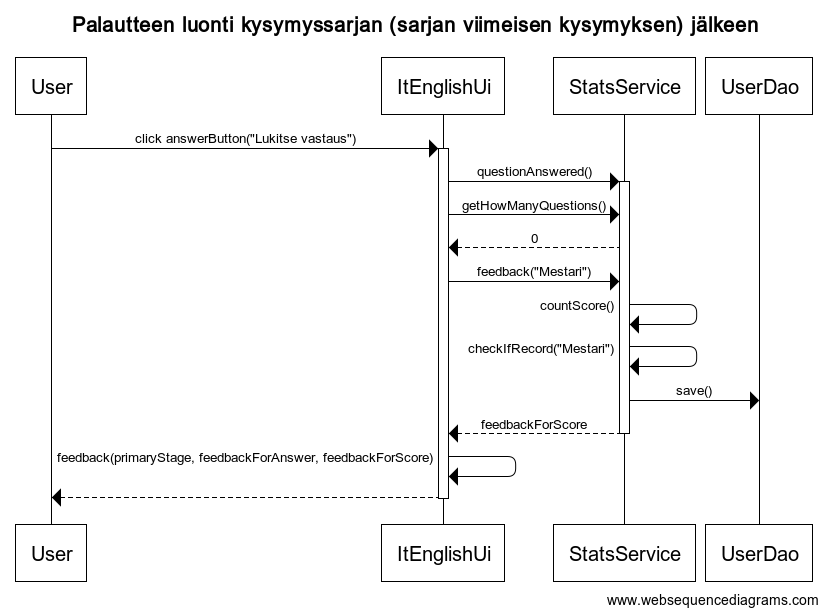 Palautteen luonti kysymyssarjan (sarjan viimeisen kysymyksen) jälkeen
User
ItEnglishUi
StatsService
UserDao
click answerButton("Lukitse vastaus")
questionAnswered()
getHowManyQuestions()
0
feedback("Mestari")
countScore()
checkIfRecord("Mestari")
save()
feedbackForScore
feedback(primaryStage, feedbackForAnswer, feedbackForScore)
User
ItEnglishUi
StatsService
UserDao
www.websequencediagrams.com